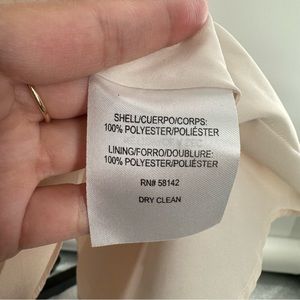 SHELL/CUERPO/CORPS:
100% POLYESTER/POLIÉSTER
LINING/FORRO/DOUBLURE:
100% POLYESTER/POLIÉSTER
RN# 58142
DRY CLEAN